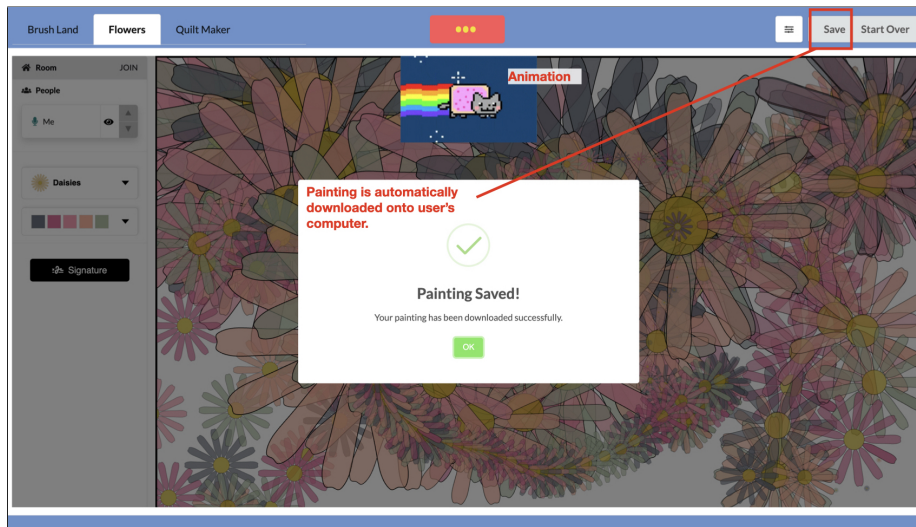 Brush Land
Flowers
Quilt Maker
Save
Start Over
Room
JOIN
People
Me
Daisies
Signature
Animation
Painting is automatically
downloaded onto user's
computer.
Painting Saved!
Your painting has been downloaded successfully.
OK